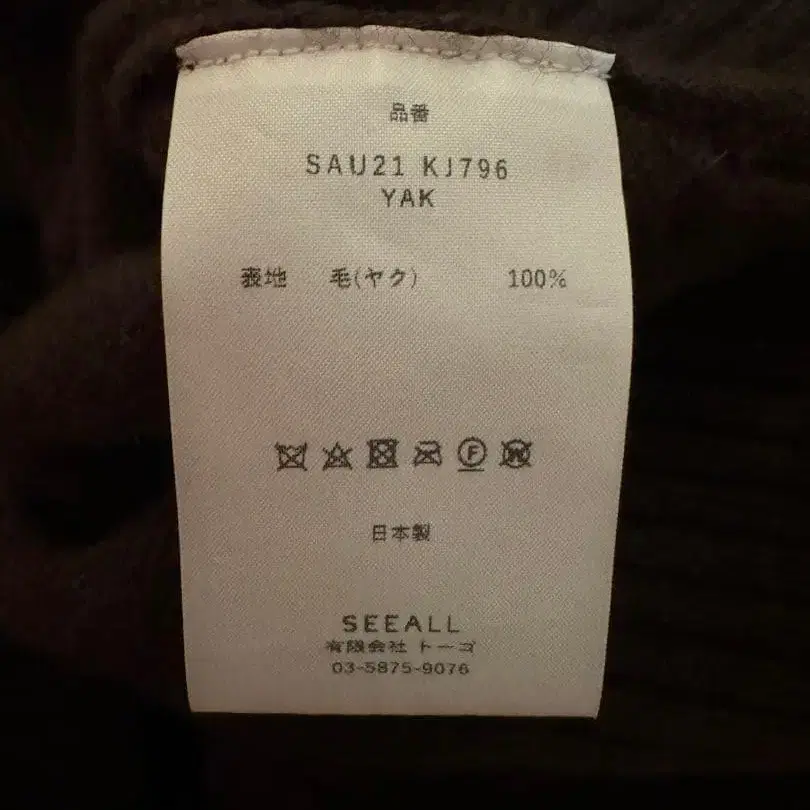 品番
SAU21 KJ796
YAK
表地 毛(ヤク) 100%
F W
日本製
SEEALL
有限会社 トーゴ
03-5875-9076